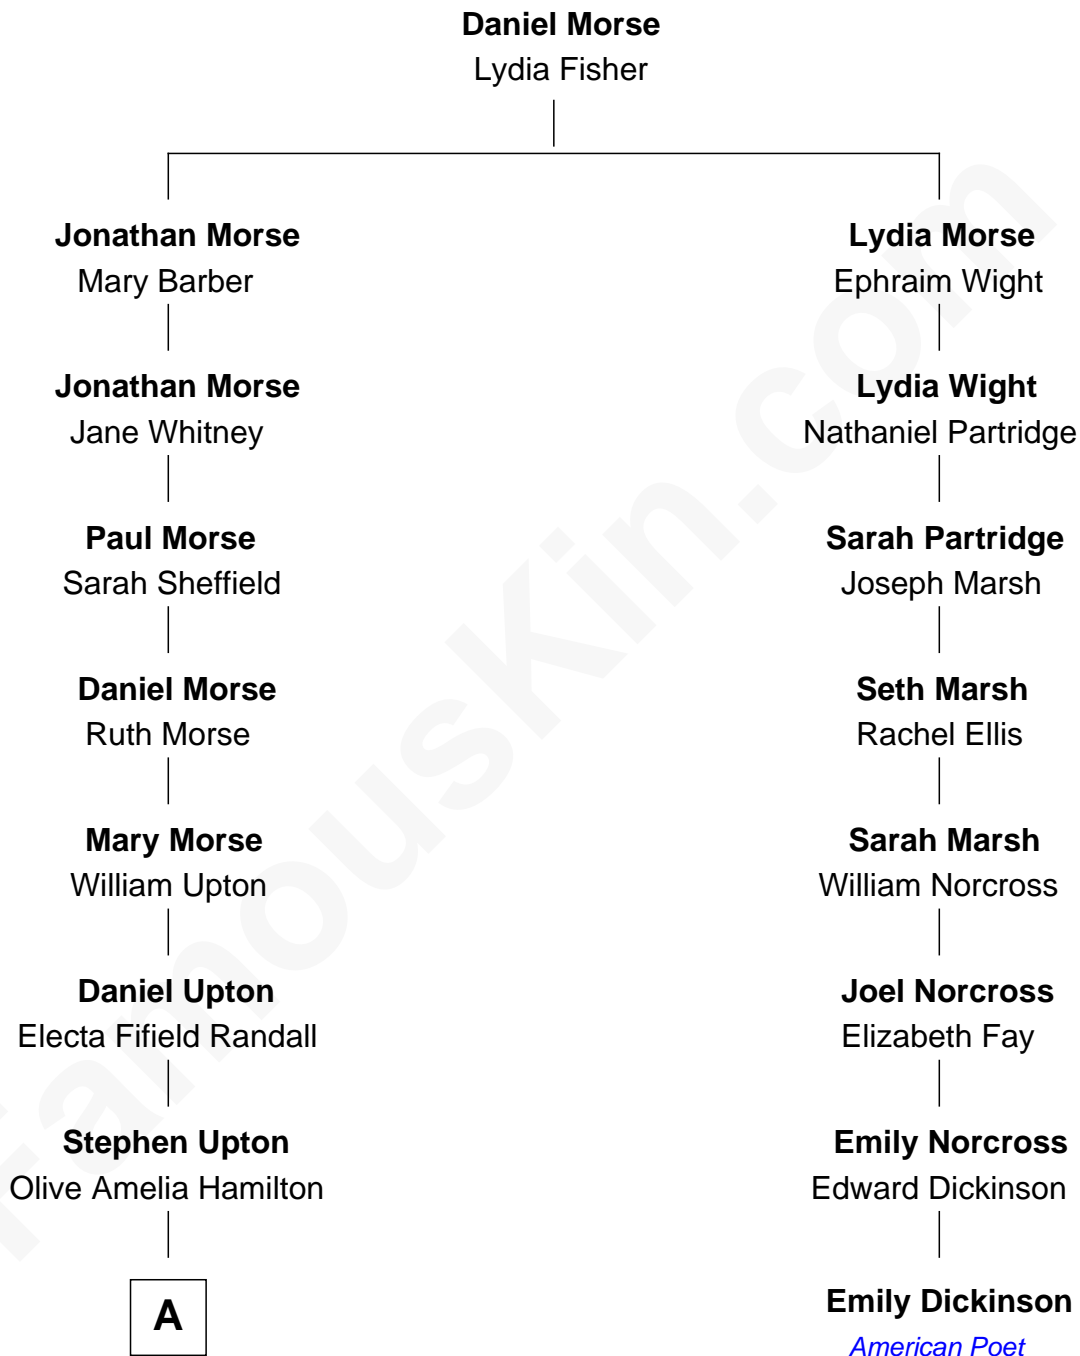 Daniel Morse
Lydia Fisher
Jonathan Morse
Mary Barber
Lydia Morse
Ephraim Wight
Jonathan Morse
Jane Whitney
Lydia Wight
Nathaniel Partridge
Paul Morse
Sarah Sheffield
Sarah Partridge
Joseph Marsh
Daniel Morse
Ruth Morse
Seth Marsh
Rachel Ellis
Mary Morse
William Upton
Sarah Marsh
William Norcross
Daniel Upton
Electa Fifield Randall
Joel Norcross
Elizabeth Fay
Stephen Upton
Olive Amelia Hamilton
Emily Norcross
Edward Dickinson
A
Emily Dickinson
American Poet
FamousKin.com